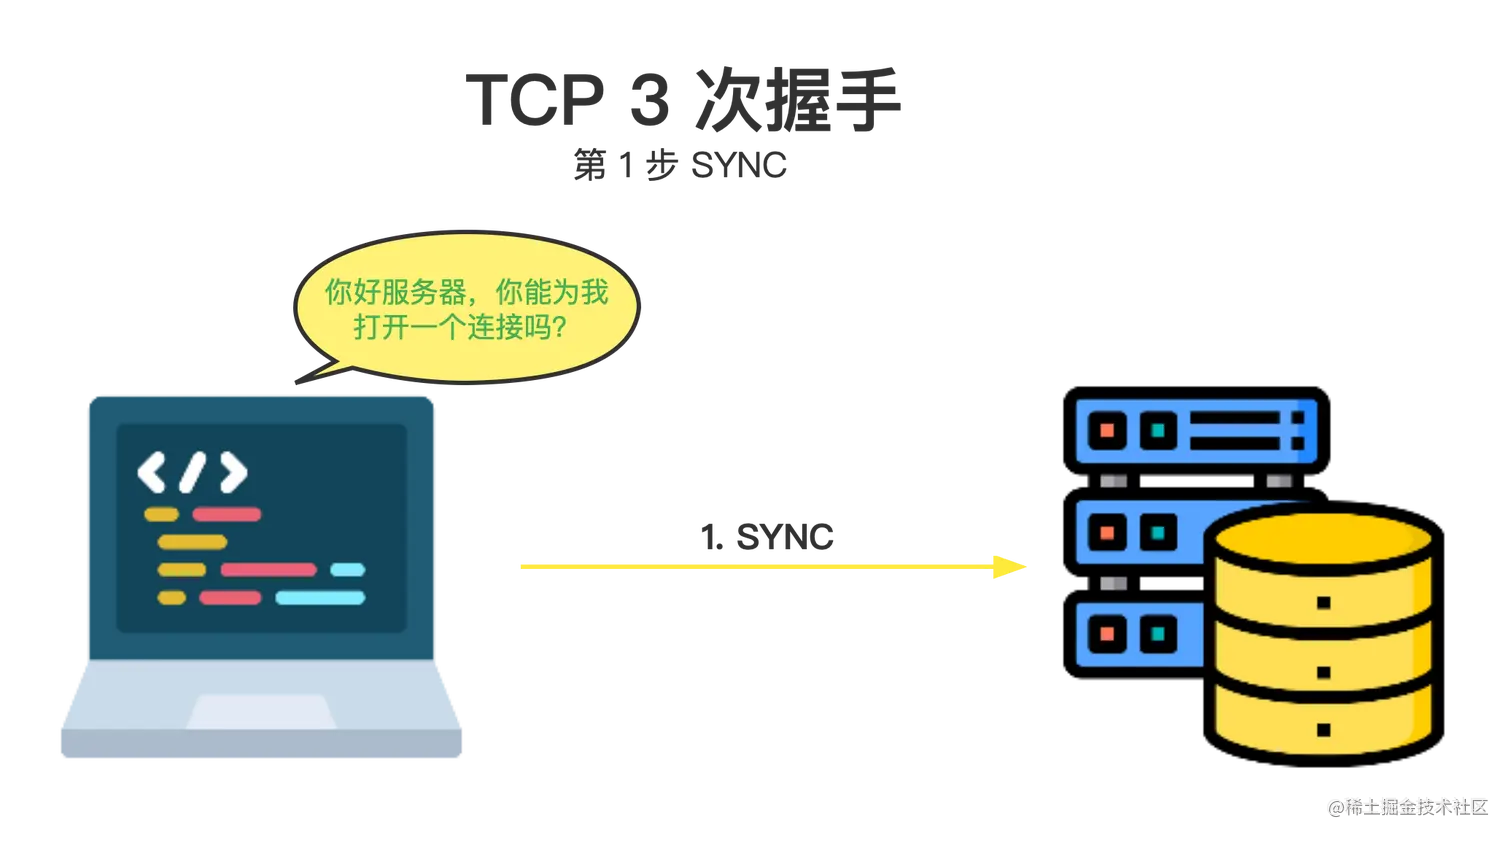 TCP 3 次握手
第 1 步 SYNC
你好服务器，你能为我
打开一个连接吗？
1. SYNC
@稀土掘金技术社区